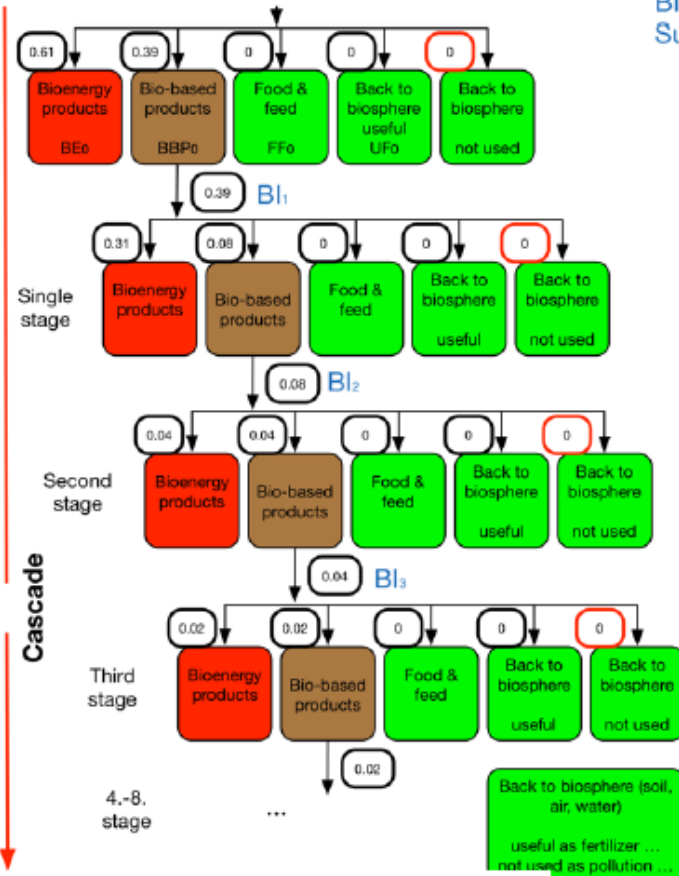 BI
Su
0.61
0.39
0
0
0
Bioenergy
products
BE0
Bio-based
products
BBP0
Food &
feed
FF0
Back to
biosphere
useful
UF0
Back to
biosphere
not used
0.39
BI1
0.31
0.08
0
0
0
Single
stage
Bioenergy
products
Bio-based
products
Food &
feed
Back to
biosphere
useful
Back to
biosphere
not used
0.08
BI2
0.04
0.04
0
0
0
Second
stage
Bioenergy
products
Bio-based
products
Food &
feed
Back to
biosphere
useful
Back to
biosphere
not used
0.04
BI3
Cascade
0.02
0.02
0
0
0
Third
stage
Bioenergy
products
Bio-based
products
Food &
feed
Back to
biosphere
useful
Back to
biosphere
not used
0.02
4.-8.
stage
...
Back to biosphere (soil,
air, water)
useful as fertilizer ...
not used as pollution ...